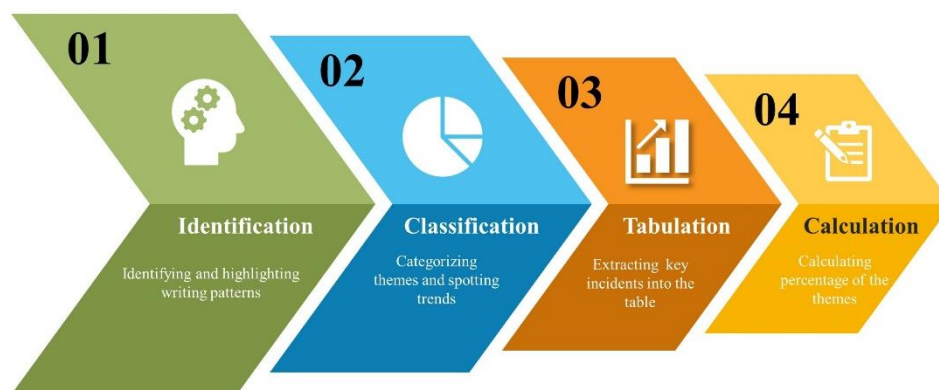 01
Identification
Identifying and highlighting
writing patterns
02
Classification
Categorizing
themes and spotting
trends
03
Tabulation
Extracting key
incidents into the
table
04
Calculation
Calculating
percentage of the
themes